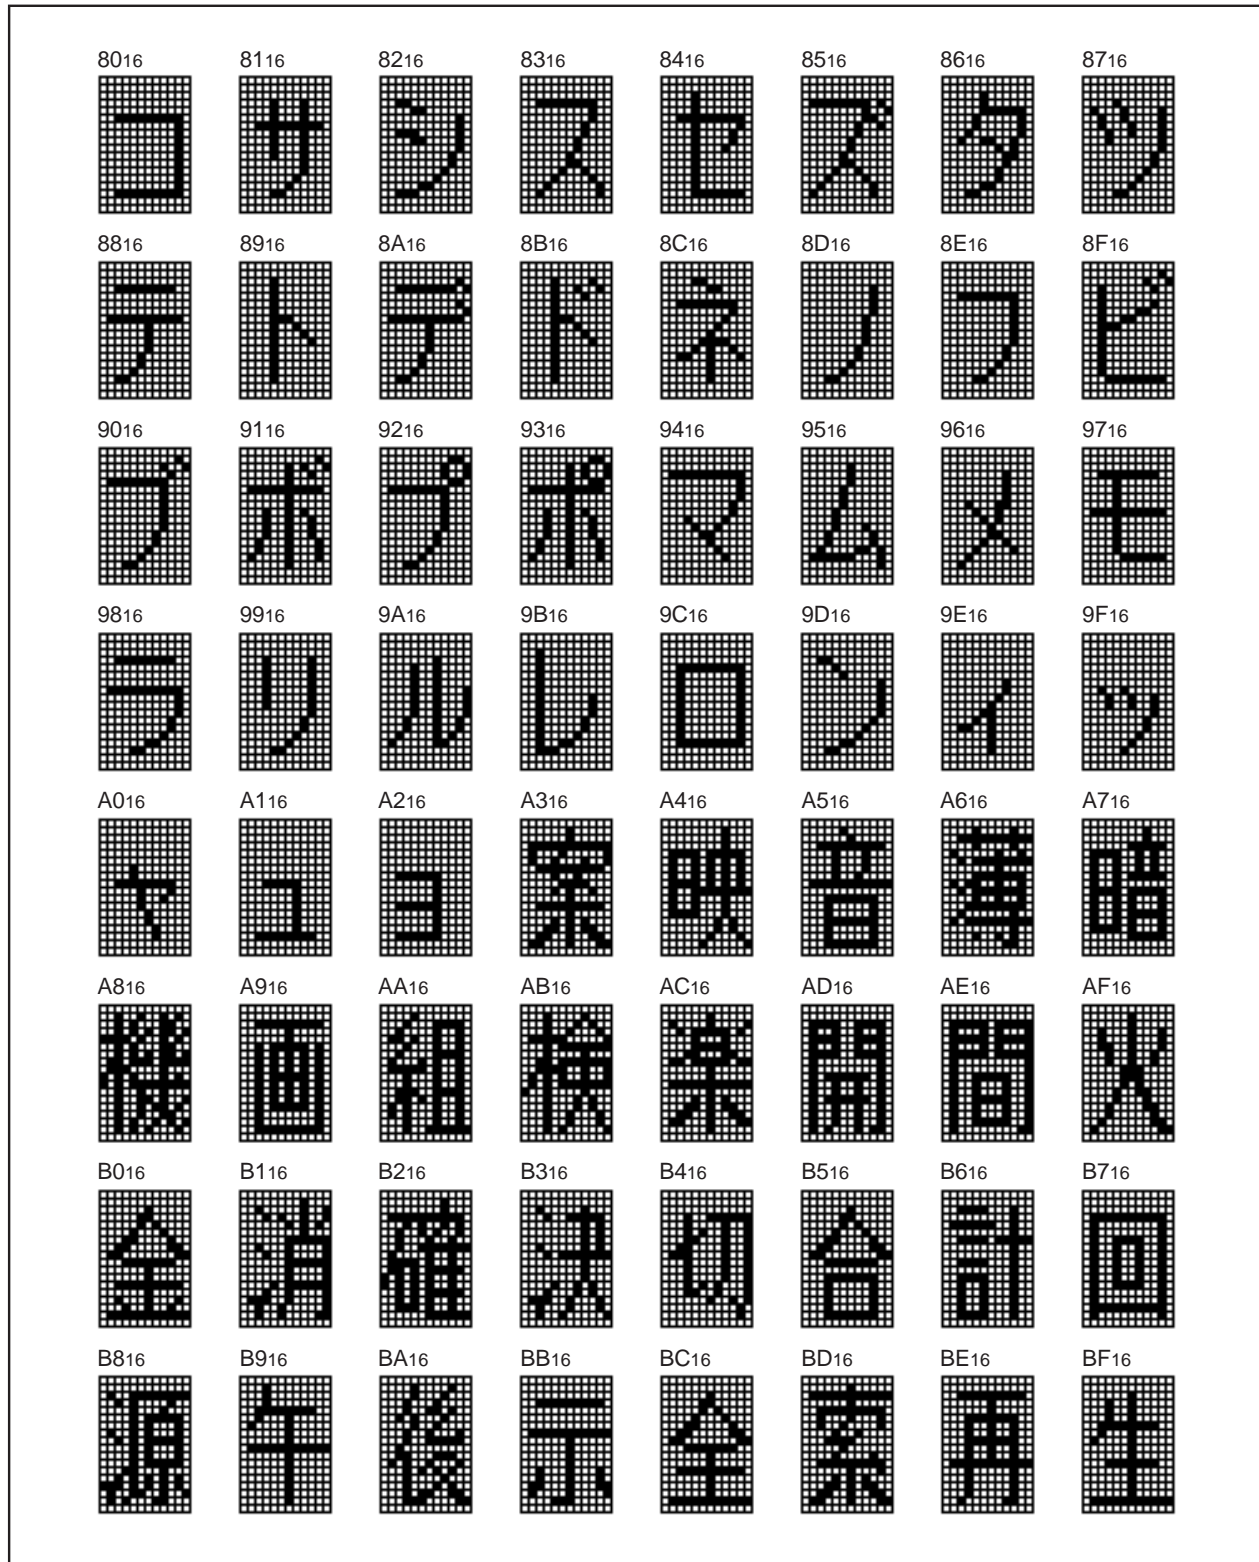 80₁₆ 81₁₆ 82₁₆ 83₁₆ 84₁₆ 85₁₆ 86₁₆ 87₁₆
コ サ シ ス セ ズ タ ツ
88₁₆ 89₁₆ 8A₁₆ 8B₁₆ 8C₁₆ 8D₁₆ 8E₁₆ 8F₁₆
テ ト デ ド ネ ノ フ ビ
90₁₆ 91₁₆ 92₁₆ 93₁₆ 94₁₆ 95₁₆ 96₁₆ 97₁₆
ブ ボ プ ポ マ ム メ モ
98₁₆ 99₁₆ 9A₁₆ 9B₁₆ 9C₁₆ 9D₁₆ 9E₁₆ 9F₁₆
ラ リ ル レ ロ ン ィ ッ
A0₁₆ A1₁₆ A2₁₆ A3₁₆ A4₁₆ A5₁₆ A6₁₆ A7₁₆
ャ ュ ョ 案 映 音 薄 暗
A8₁₆ A9₁₆ AA₁₆ AB₁₆ AC₁₆ AD₁₆ AE₁₆ AF₁₆
機 画 組 検 楽 開 間 火
B0₁₆ B1₁₆ B2₁₆ B3₁₆ B4₁₆ B5₁₆ B6₁₆ B7₁₆
金 消 確 決 切 合 計 回
B8₁₆ B9₁₆ BA₁₆ BB₁₆ BC₁₆ BD₁₆ BE₁₆ BF₁₆
源 午 後 示 全 索 再 生